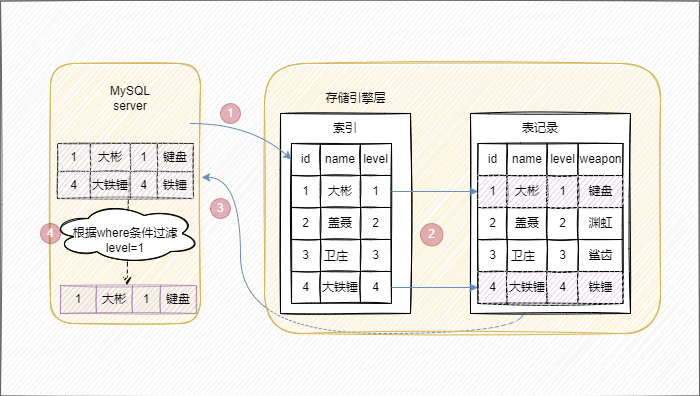 MySQL
server
1 大彬 1 键盘
4 大铁锤 4 铁锤
4
根据where条件过滤
level=1
1 大彬 1 键盘
1
3
存储引擎层
索引
id name level
1 大彬 1
2 盖聂 2
3 卫庄 3
4 大铁锤 4
2
表记录
id name level weapon
1 大彬 1 键盘
2 盖聂 2 渊虹
3 卫庄 3 鲨齿
4 大铁锤 4 铁锤